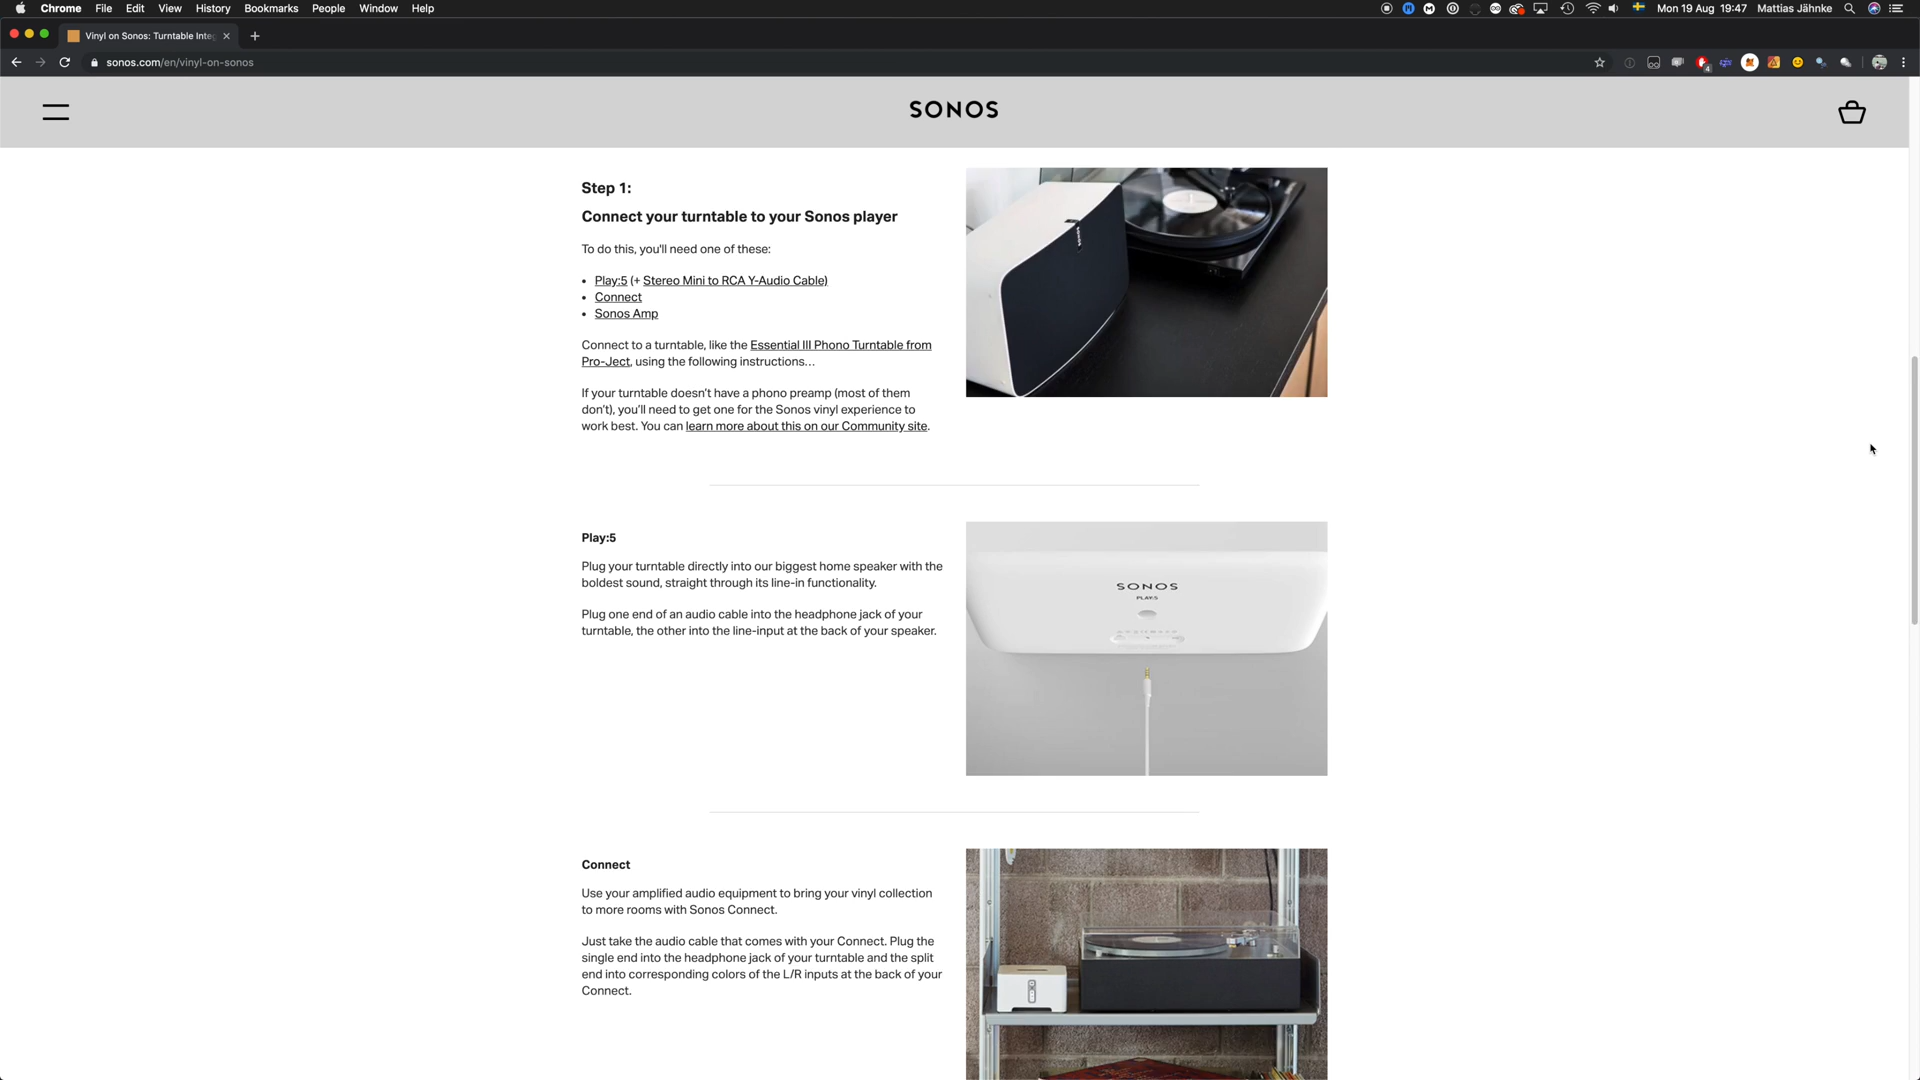 Chrome File Edit View History Bookmarks People Window Help
Mon 19 Aug 19:47 Mattias Jähnke
Vinyl on Sonos: Turntable Inte
sonos.com/en/vinyl-on-sonos
SONOS
Step 1:
Connect your turntable to your Sonos player
To do this, you'll need one of these:
• Play:5 (+ Stereo Mini to RCA Y-Audio Cable)
• Connect
• Sonos Amp
Connect to a turntable, like the Essential III Phono Turntable from
Pro-Ject, using the following instructions…
If your turntable doesn’t have a phono preamp (most of them
don’t), you’ll need to get one for the Sonos vinyl experience to
work best. You can learn more about this on our Community site.
Play:5
Plug your turntable directly into our biggest home speaker with the
boldest sound, straight through its line-in functionality.
Plug one end of an audio cable into the headphone jack of your
turntable, the other into the line-input at the back of your speaker.
SONOS
PLAY:5
Connect
Use your amplified audio equipment to bring your vinyl collection
to more rooms with Sonos Connect.
Just take the audio cable that comes with your Connect. Plug the
single end into the headphone jack of your turntable and the split
end into corresponding colors of the L/R inputs at the back of your
Connect.